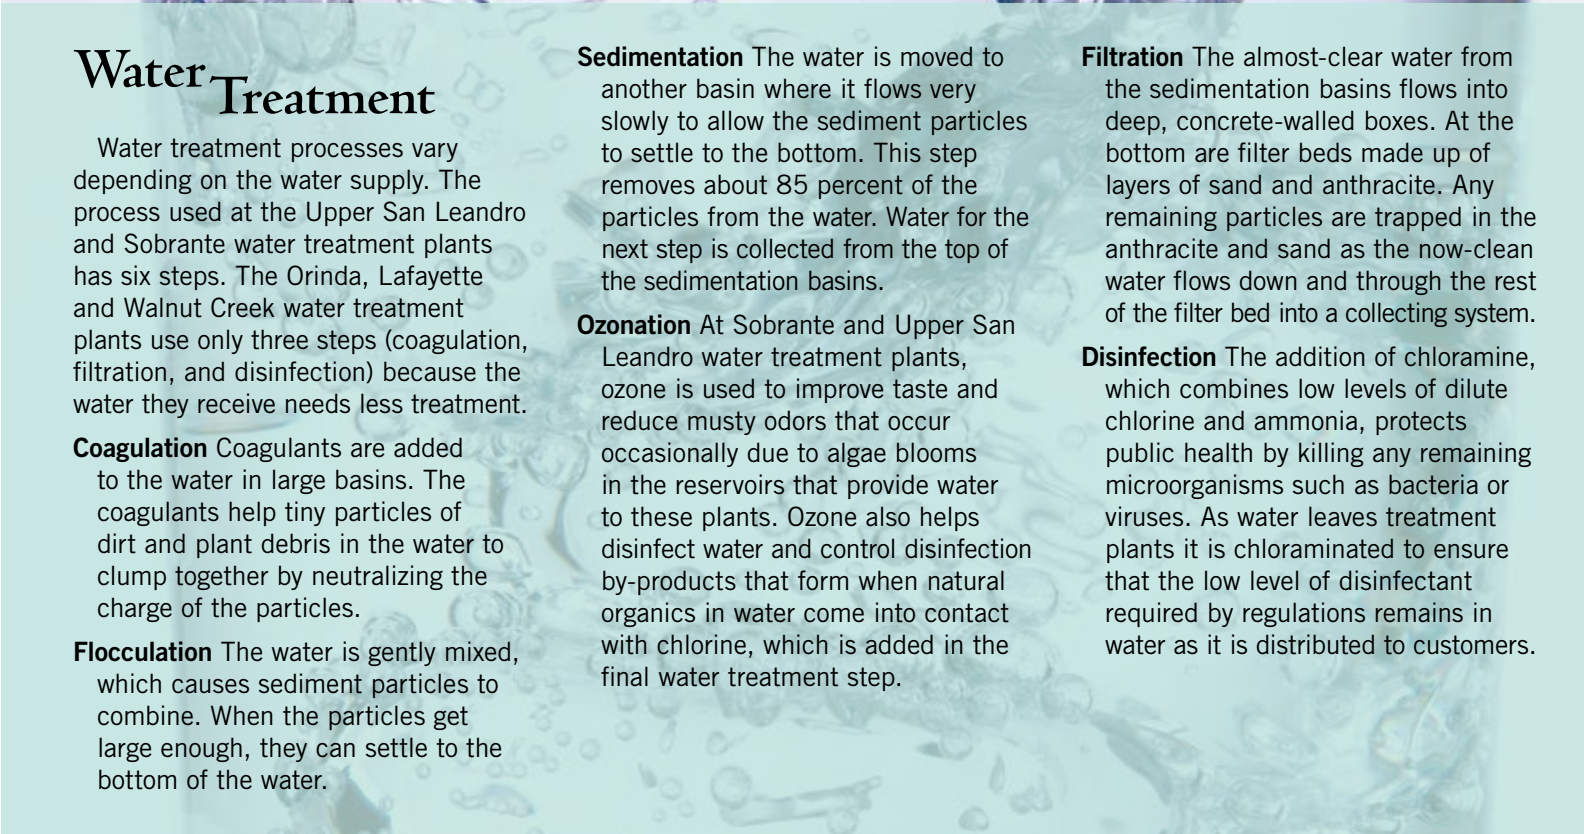 Water
Treatment
Water treatment processes vary
depending on the water supply. The
process used at the Upper San Leandro
and Sobrante water treatment plants
has six steps. The Orinda, Lafayette
and Walnut Creek water treatment
plants use only three steps (coagulation,
filtration, and disinfection) because the
water they receive needs less treatment.
Coagulation Coagulants are added
to the water in large basins. The
coagulants help tiny particles of
dirt and plant debris in the water to
clump together by neutralizing the
charge of the particles.
Flocculation The water is gently mixed,
which causes sediment particles to
combine. When the particles get
large enough, they can settle to the
bottom of the water.
Sedimentation The water is moved to
another basin where it flows very
slowly to allow the sediment particles
to settle to the bottom. This step
removes about 85 percent of the
particles from the water. Water for the
next step is collected from the top of
the sedimentation basins.
Ozonation At Sobrante and Upper San
Leandro water treatment plants,
ozone is used to improve taste and
reduce musty odors that occur
occasionally due to algae blooms
in the reservoirs that provide water
to these plants. Ozone also helps
disinfect water and control disinfection
by-products that form when natural
organics in water come into contact
with chlorine, which is added in the
final water treatment step.
Filtration The almost-clear water from
the sedimentation basins flows into
deep, concrete-walled boxes. At the
bottom are filter beds made up of
layers of sand and anthracite. Any
remaining particles are trapped in the
anthracite and sand as the now-clean
water flows down and through the rest
of the filter bed into a collecting system.
Disinfection The addition of chloramine,
which combines low levels of dilute
chlorine and ammonia, protects
public health by killing any remaining
microorganisms such as bacteria or
viruses. As water leaves treatment
plants it is chloraminated to ensure
that the low level of disinfectant
required by regulations remains in
water as it is distributed to customers.